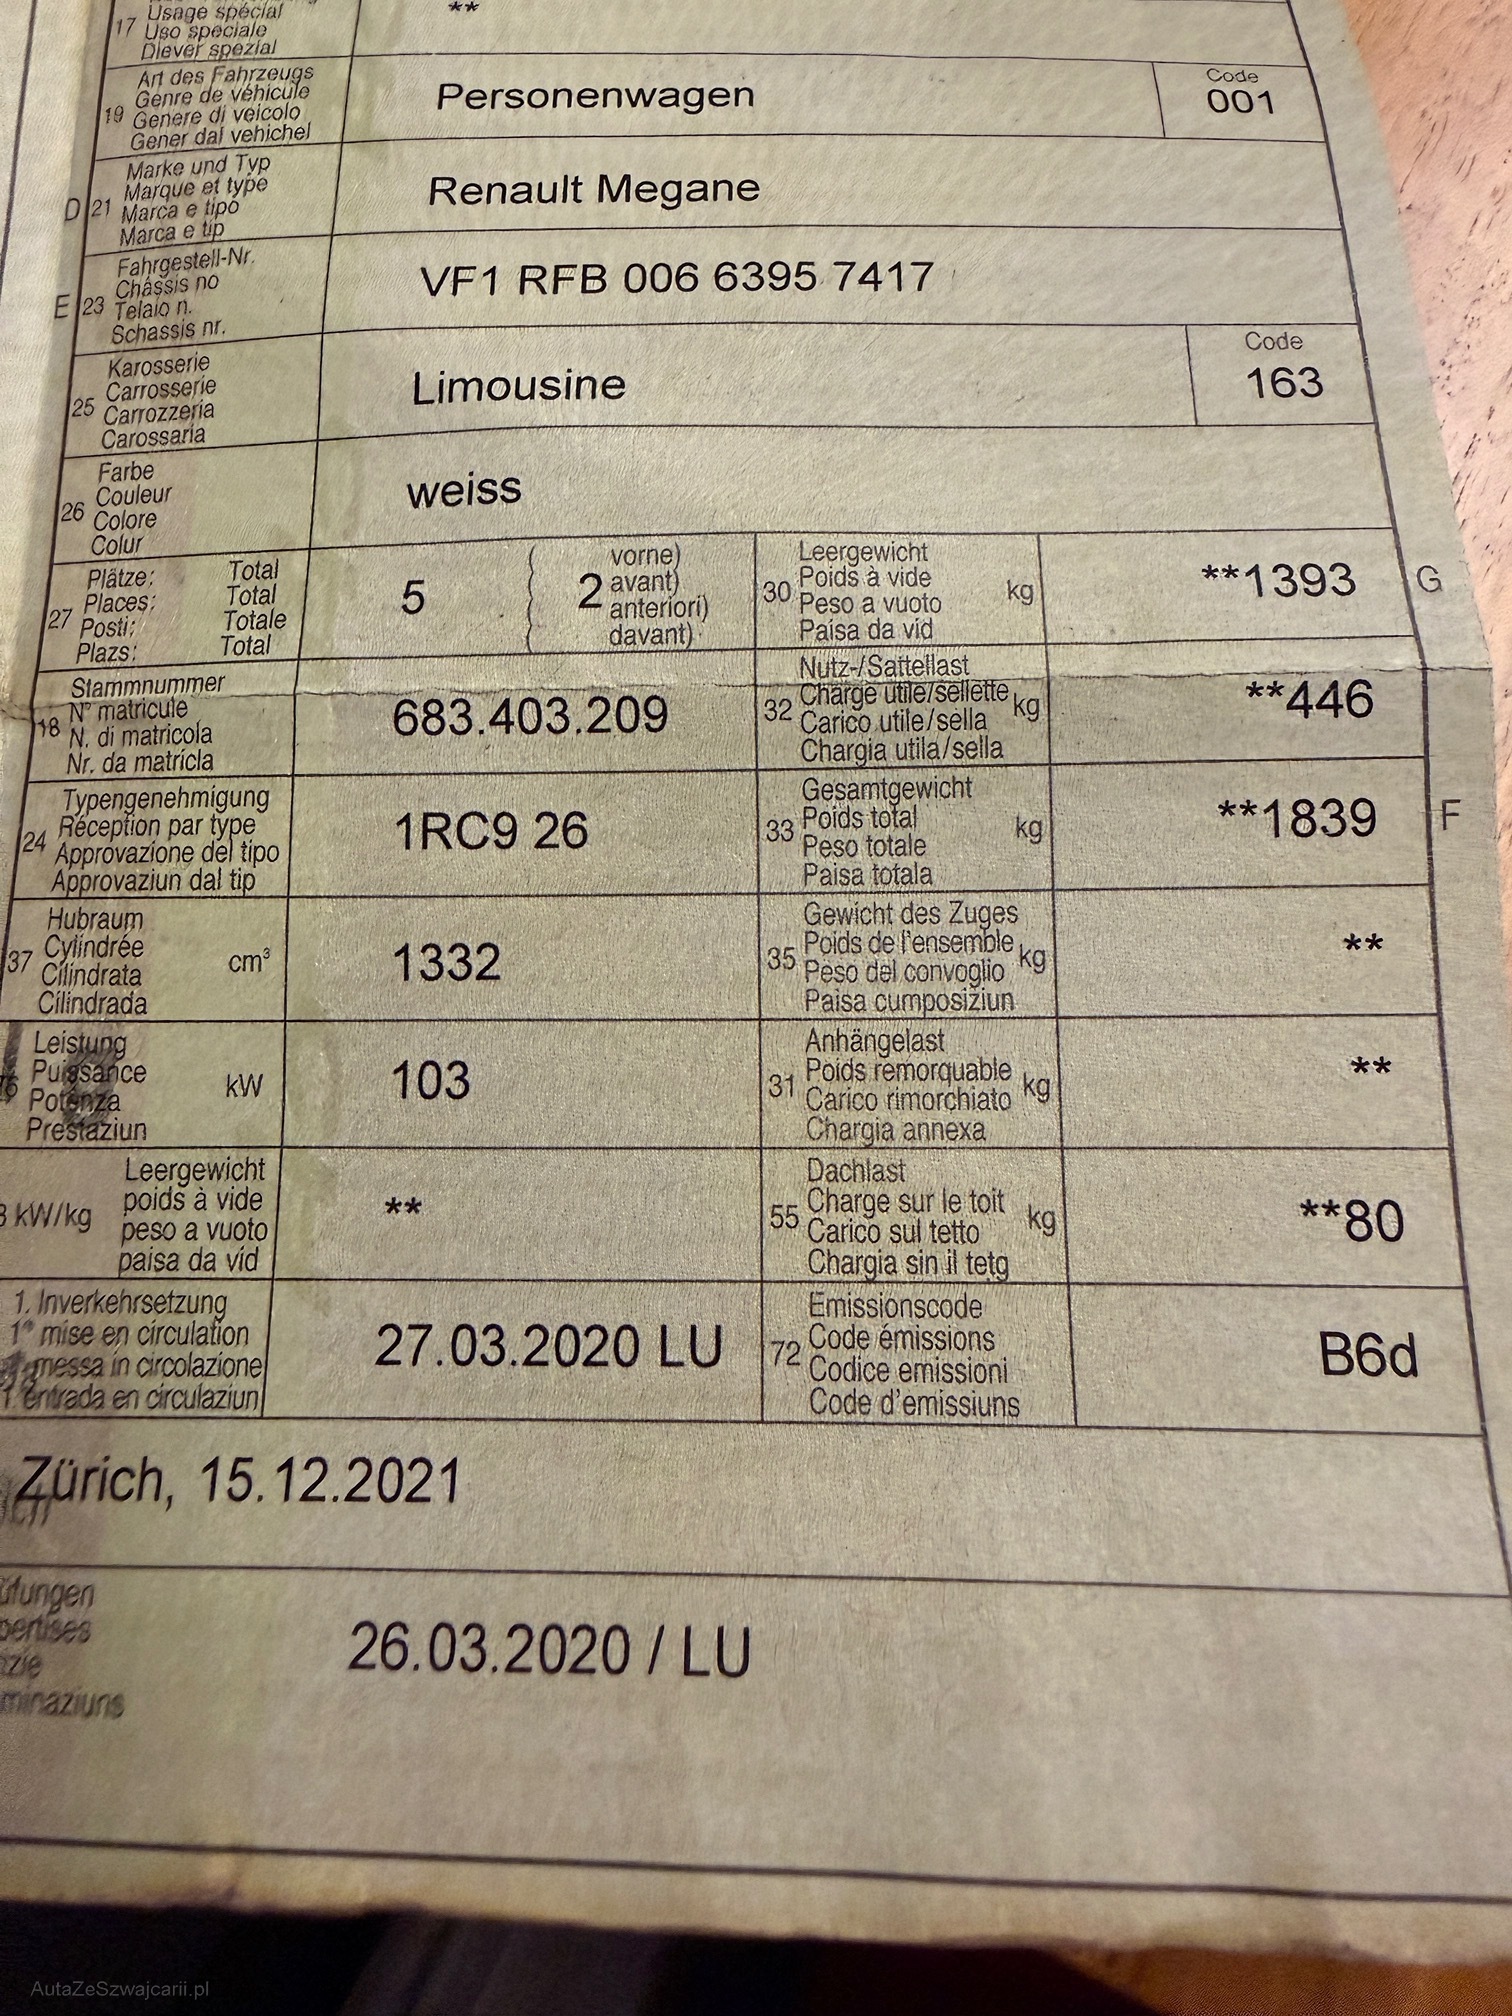 Usage spécial
17 Uso speciale
Diever spezial
**
Art des Fahrzeugs
Genre de véhicule
19 Genere di veicolo
Gener dal vehichel
Personenwagen
Code
001
Marke und Typ
D 21 Marque et type
Marca e tipo
Marca e tip
Renault Megane
Fahrgestell-Nr.
Châssis no
E 23 Telaio n.
Schassis nr.
VF1 RFB 006 6395 7417
Karosserie
Carrosserie
25 Carrozzeria
Carossaria
Limousine
Code
163
Farbe
Couleur
26 Colore
Colur
weiss
Plätze: Total
Places: Total
27 Posti: Totale
Plazs: Total
5 ( 2 vorne)
avant)
anteriori)
davant)
Leergewicht
30 Poids à vide kg
Peso a vuoto
Paisa da vid
**1393 G
Stammnummer
18 N° matricule
N. di matricola
Nr. da matricla
683.403.209
Nutz-/Sattellast
32 Charge utile/sellette kg
Carico utile/sella
Chargia utila/sella
**446
Typengenehmigung
24 Réception par type
Approvazione del tipo
Approvaziun dal tip
1RC9 26
Gesamtgewicht
33 Poids total kg
Peso totale
Paisa totala
**1839 F
Hubraum
37 Cylindrée cm³
Cilindrata
Cilindrada
1332
Gewicht des Zuges
35 Poids de l'ensemble kg
Peso del convoglio
Paisa cumposiziun
**
Leistung
Puissance kW
Potenza
Prestaziun
103
Anhängelast
31 Poids remorquable kg
Carico rimorchiato
Chargia annexa
**
Leergewicht
kW/kg poids à vide
peso a vuoto
paisa da vid
**
Dachlast
55 Charge sur le toit kg
Carico sul tetto
Chargia sin il tetg
**80
1. Inverkehrsetzung
1re mise en circulation
messa in circolazione
1. entrada en circulaziun
27.03.2020 LU
Emissionscode
72 Code émissions
Codice emissioni
Code d'emissiuns
B6d
Zürich, 15.12.2021
26.03.2020 / LU
AutaZeSzwajcarii.pl